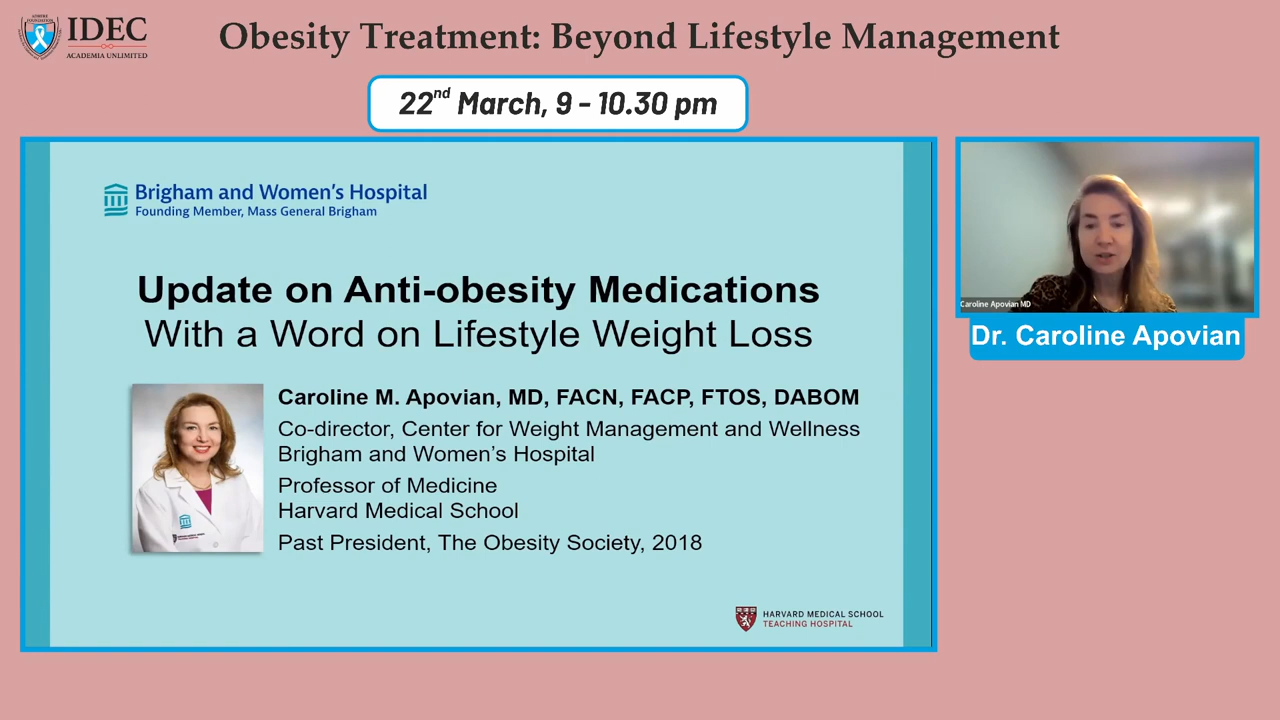 IDEC
ACADEMIA UNLIMITED
Obesity Treatment: Beyond Lifestyle Management
22nd March, 9 - 10.30 pm
Brigham and Women's Hospital
Founding Member, Mass General Brigham
Update on Anti-obesity Medications
With a Word on Lifestyle Weight Loss
Caroline M. Apovian, MD, FACN, FACP, FTOS, DABOM
Co-director, Center for Weight Management and Wellness
Brigham and Women's Hospital
Professor of Medicine
Harvard Medical School
Past President, The Obesity Society, 2018
HARVARD MEDICAL SCHOOL
TEACHING HOSPITAL
Caroline Apovian MD
Dr. Caroline Apovian